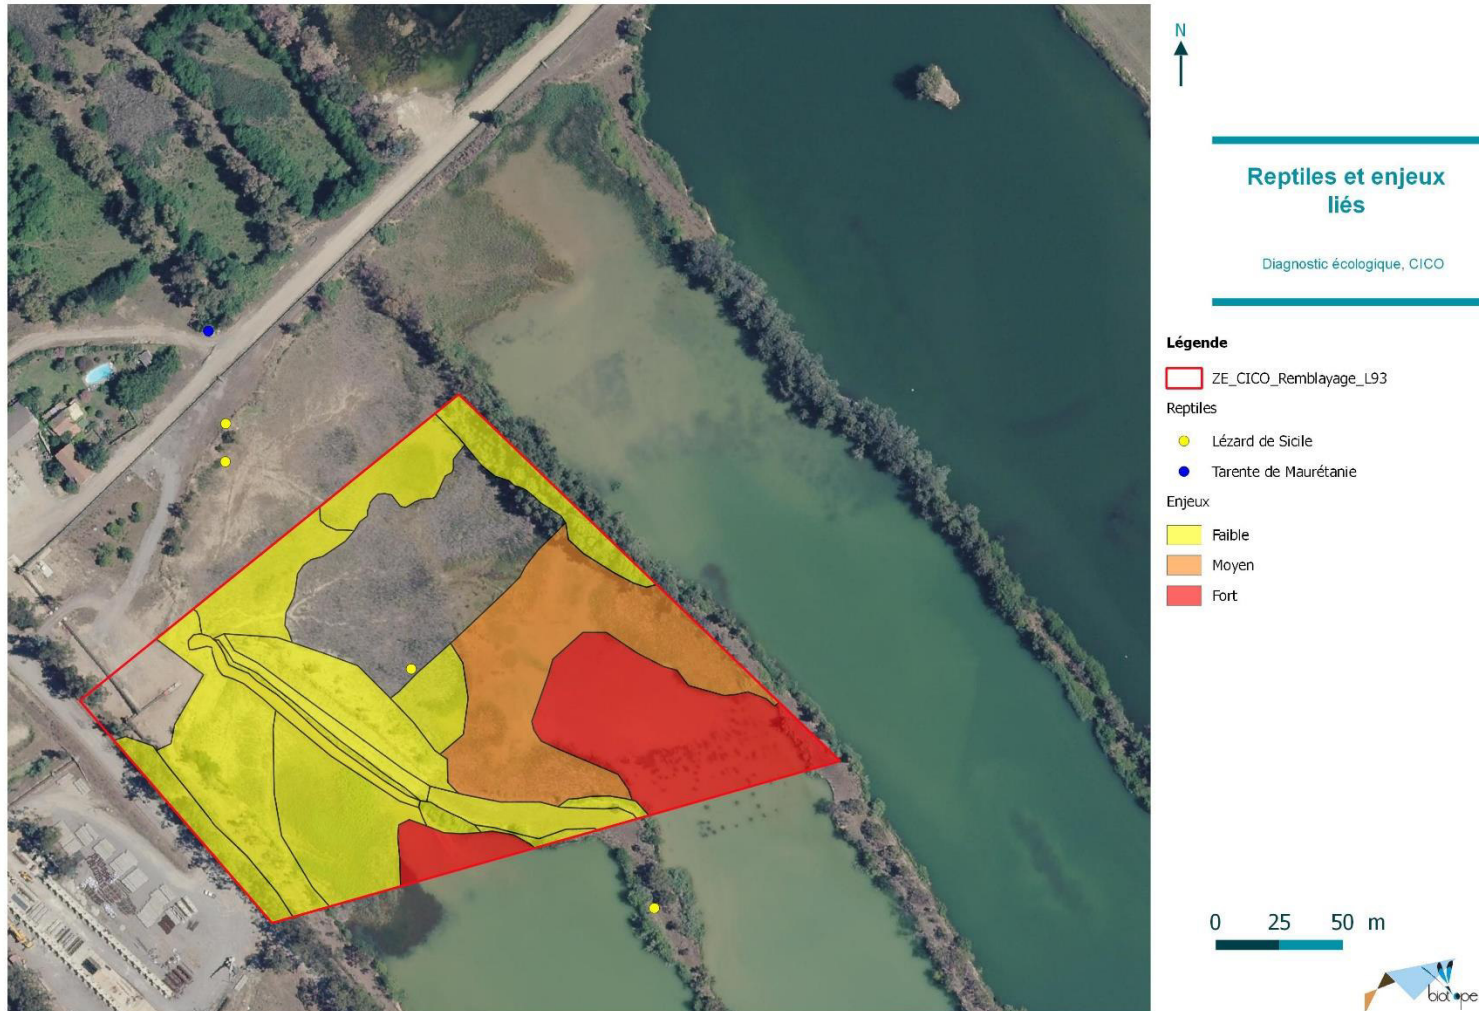 N
Reptiles et enjeux
liés
Diagnostic écologique, CICO
Légende
ZE_CICO_Remblayage_L93
Reptiles
Lézard de Sicile
Tarente de Maurétanie
Enjeux
Faible
Moyen
Fort
0 25 50 m
biotope